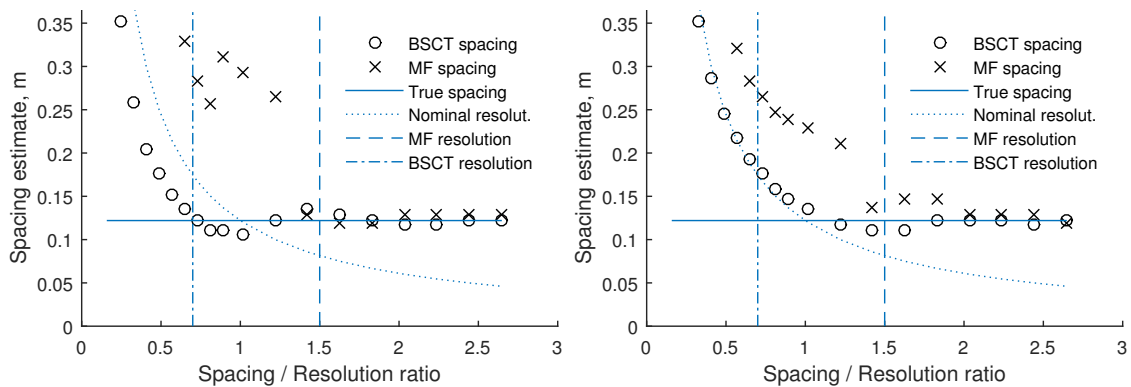 Spacing estimate, m
0.35
0.3
0.25
0.2
0.15
0.1
0.05
0
0
0.5
1
1.5
2
2.5
3
Spacing / Resolution ratio
BSCT spacing
MF spacing
True spacing
Nominal resolut.
MF resolution
BSCT resolution
Spacing estimate, m
0.35
0.3
0.25
0.2
0.15
0.1
0.05
0
0
0.5
1
1.5
2
2.5
3
Spacing / Resolution ratio
BSCT spacing
MF spacing
True spacing
Nominal resolut.
MF resolution
BSCT resolution